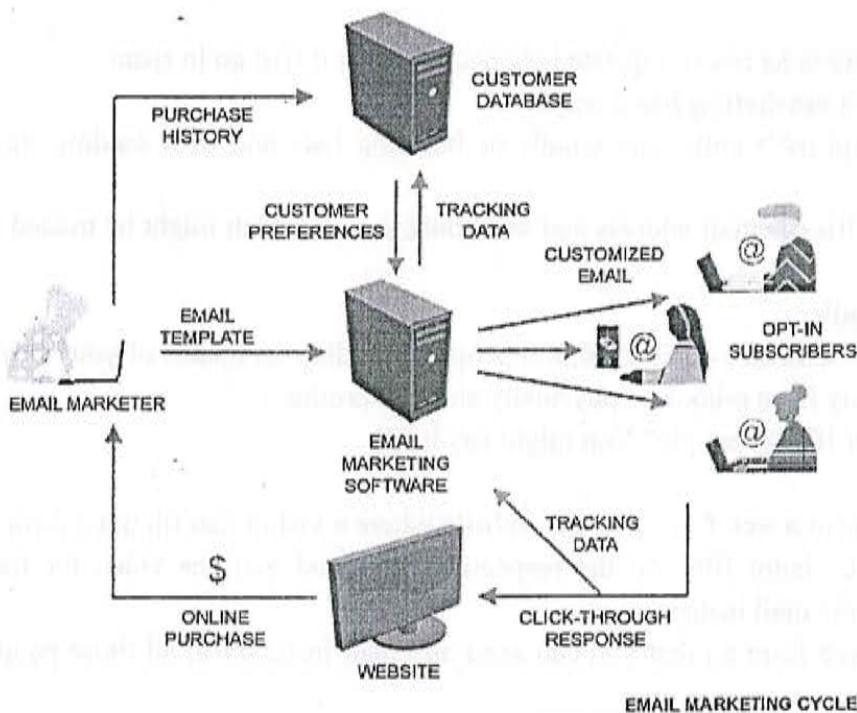 CUSTOMER
DATABASE
PURCHASE
HISTORY
CUSTOMER
PREFERENCES
TRACKING
DATA
CUSTOMIZED
EMAIL
@
EMAIL
TEMPLATE
@
OPT-IN
SUBSCRIBERS
EMAIL MARKETER
@
EMAIL
MARKETING
SOFTWARE
TRACKING
DATA
$
ONLINE
PURCHASE
CLICK-THROUGH
RESPONSE
WEBSITE
EMAIL MARKETING CYCLE